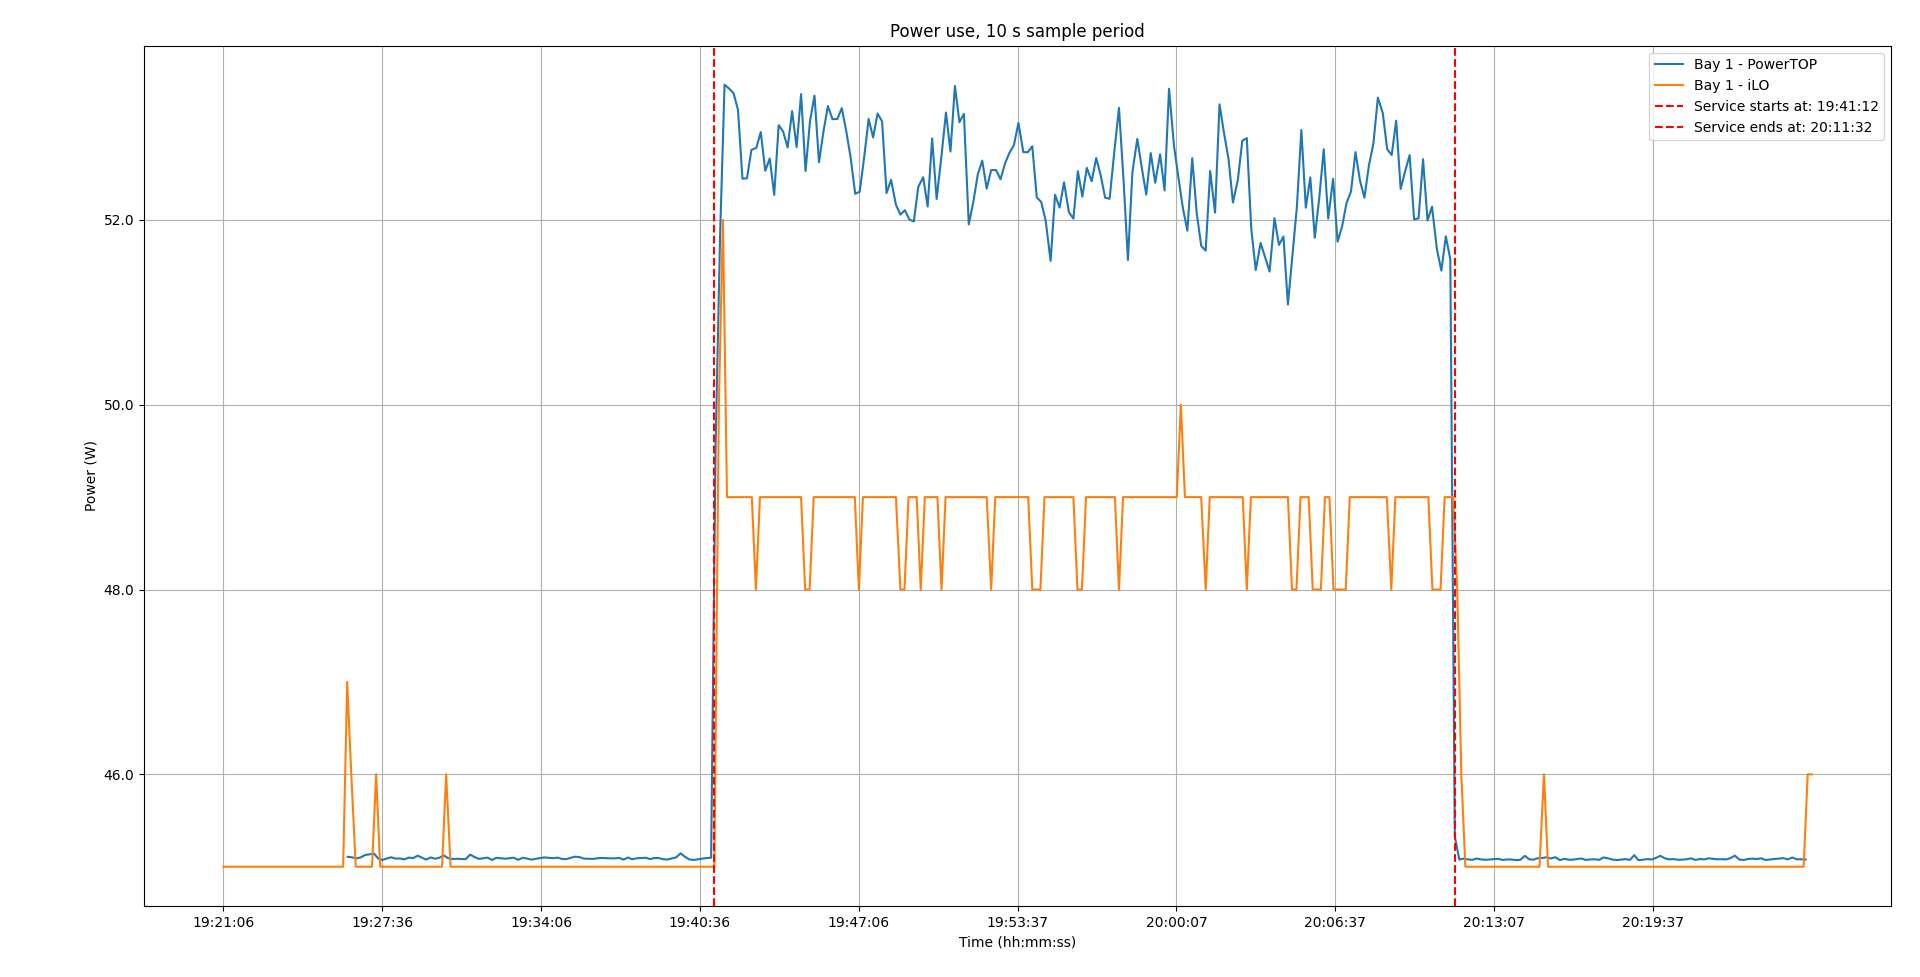 Power use, 10 s sample period
Bay 1 - PowerTOP
Bay 1 - iLO
Service starts at: 19:41:12
Service ends at: 20:11:32
Power (W)
52.0
50.0
48.0
46.0
19:21:06 19:27:36 19:34:06 19:40:36 19:47:06 19:53:37 20:00:07 20:06:37 20:13:07 20:19:37
Time (hh:mm:ss)